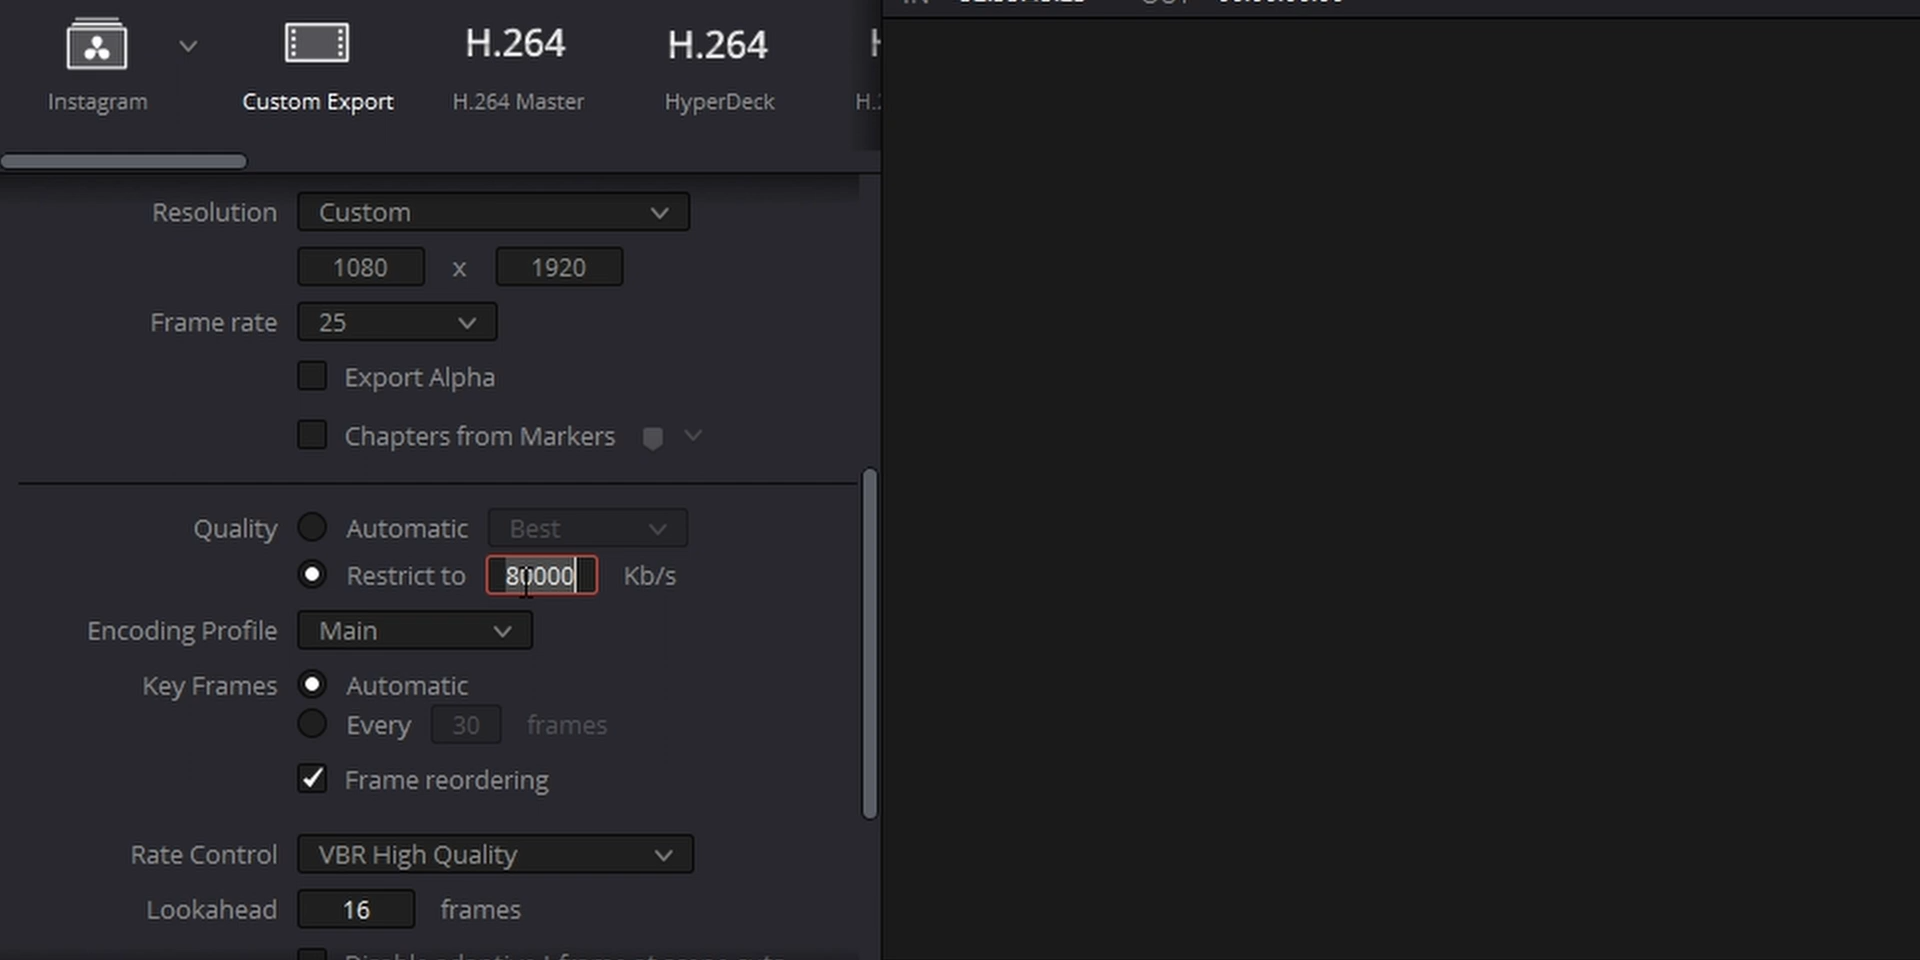 H.264 H.264
Instagram Custom Export H.264 Master HyperDeck
Resolution Custom
1080 x 1920
Frame rate 25
Export Alpha
Chapters from Markers
Quality Automatic Best
Restrict to 80000 Kb/s
Encoding Profile Main
Key Frames Automatic
Every 30 frames
Frame reordering
Rate Control VBR High Quality
Lookahead 16 frames